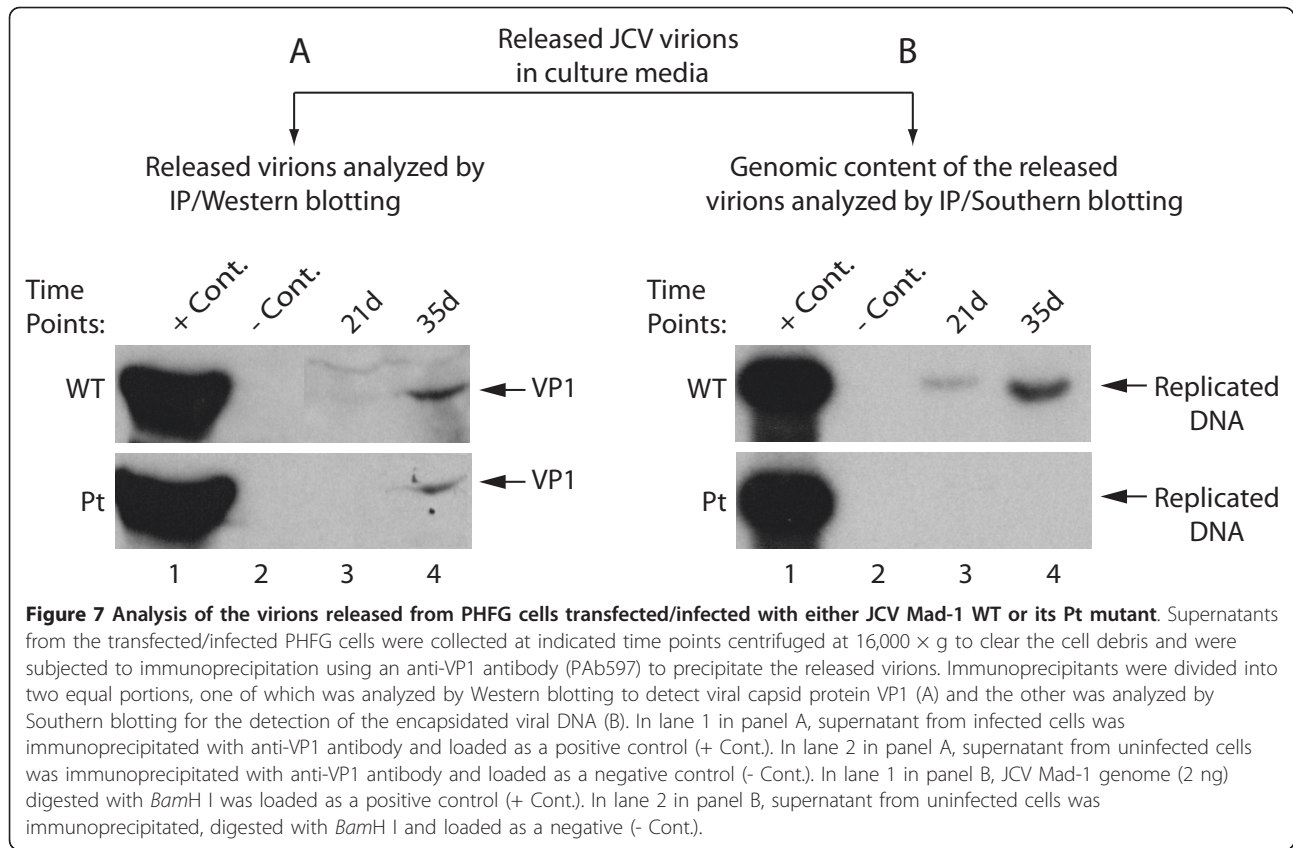 A
Released JCV virions
in culture media
B
Released virions analyzed by
IP/Western blotting
Genomic content of the released
virions analyzed by IP/Southern blotting
Time
Points:
+ Cont.
- Cont.
21d
35d
WT
VP1
Pt
VP1
1 2 3 4
Time
Points:
+ Cont.
- Cont.
21d
35d
WT
Replicated
DNA
Pt
Replicated
DNA
1 2 3 4
Figure 7 Analysis of the virions released from PHFG cells transfected/infected with either JCV Mad-1 WT or its Pt mutant. Supernatants
from the transfected/infected PHFG cells were collected at indicated time points centrifuged at 16,000 × g to clear the cell debris and were
subjected to immunoprecipitation using an anti-VP1 antibody (PAb597) to precipitate the released virions. Immunoprecipitants were divided into
two equal portions, one of which was analyzed by Western blotting to detect viral capsid protein VP1 (A) and the other was analyzed by
Southern blotting for the detection of the encapsidated viral DNA (B). In lane 1 in panel A, supernatant from infected cells was
immunoprecipitated with anti-VP1 antibody and loaded as a positive control (+ Cont.). In lane 2 in panel A, supernatant from uninfected cells
was immunoprecipitated with anti-VP1 antibody and loaded as a negative control (- Cont.). In lane 1 in panel B, JCV Mad-1 genome (2 ng)
digested with BamH I was loaded as a positive control (+ Cont.). In lane 2 in panel B, supernatant from uninfected cells was
immunoprecipitated, digested with BamH I and loaded as a negative (- Cont.).